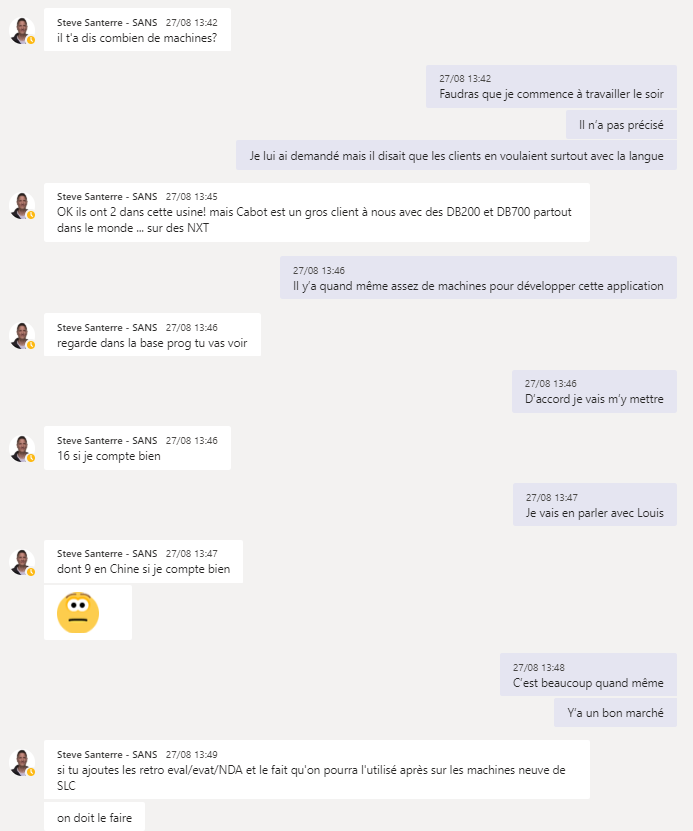 Steve Santerre - SANS 27/08 13:42
il t'a dis combien de machines?
27/08 13:42
Faudras que je commence à travailler le soir
Il n'a pas précisé
Je lui ai demandé mais il disait que les clients en voulaient surtout avec la langue
Steve Santerre - SANS 27/08 13:45
OK ils ont 2 dans cette usine! mais Cabot est un gros client à nous avec des DB200 et DB700 partout
dans le monde ... sur des NXT
27/08 13:46
Il y'a quand même assez de machines pour développer cette application
Steve Santerre - SANS 27/08 13:46
regarde dans la base prog tu vas voir
27/08 13:46
D'accord je vais m'y mettre
Steve Santerre - SANS 27/08 13:46
16 si je compte bien
27/08 13:47
Je vais en parler avec Louis
Steve Santerre - SANS 27/08 13:47
dont 9 en Chine si je compte bien
27/08 13:48
C'est beaucoup quand même
Y'a un bon marché
Steve Santerre - SANS 27/08 13:49
si tu ajoutes les retro eval/evat/NDA et le fait qu'on pourra l'utilisé après sur les machines neuve de
SLC
on doit le faire